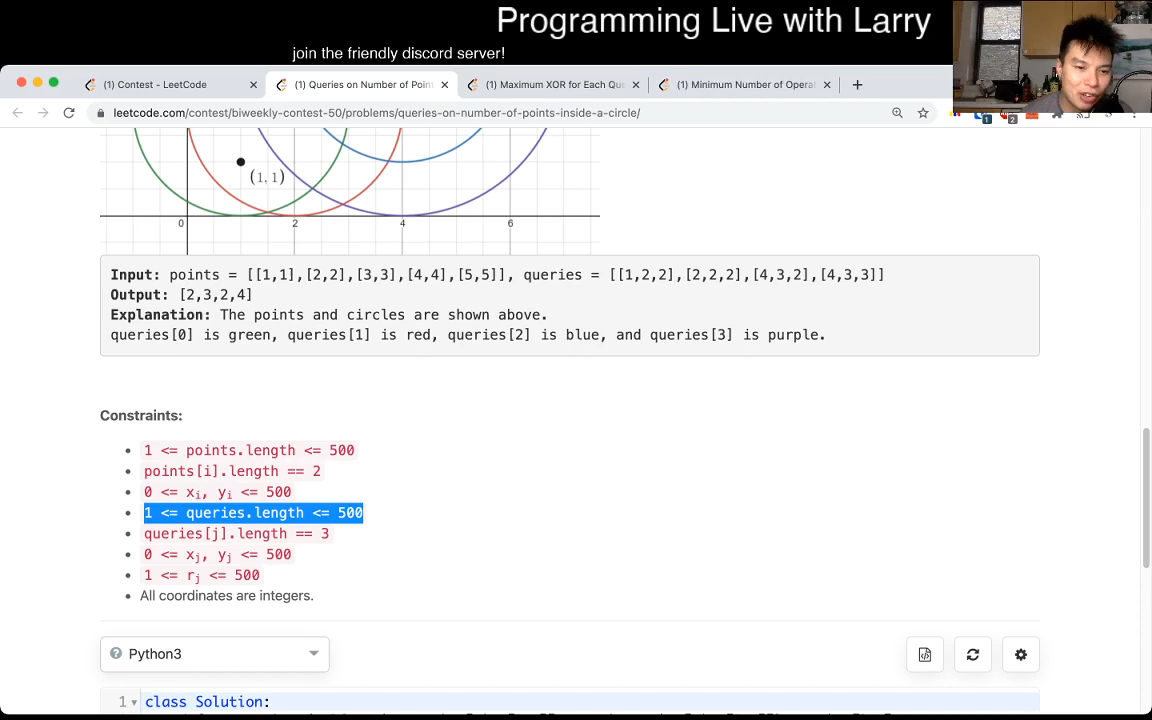 Programming Live with Larry
join the friendly discord server!
(1) Contest - LeetCode
(1) Queries on Number of Poin
(1) Maximum XOR for Each Que
(1) Minimum Number of Operat
leetcode.com/contest/biweekly-contest-50/problems/queries-on-number-of-points-inside-a-circle/
1
2
(1, 1)
0
2
4
6
Input: points = [[1,1],[2,2],[3,3],[4,4],[5,5]], queries = [[1,2,2],[2,2,2],[4,3,2],[4,3,3]]
Output: [2,3,2,4]
Explanation: The points and circles are shown above.
queries[0] is green, queries[1] is red, queries[2] is blue, and queries[3] is purple.
Constraints:
1 <= points.length <= 500
points[i].length == 2
0 <= xi, yi <= 500
1 <= queries.length <= 500
queries[j].length == 3
0 <= xj, yj <= 500
1 <= rj <= 500
All coordinates are integers.
Python3
1
class Solution: